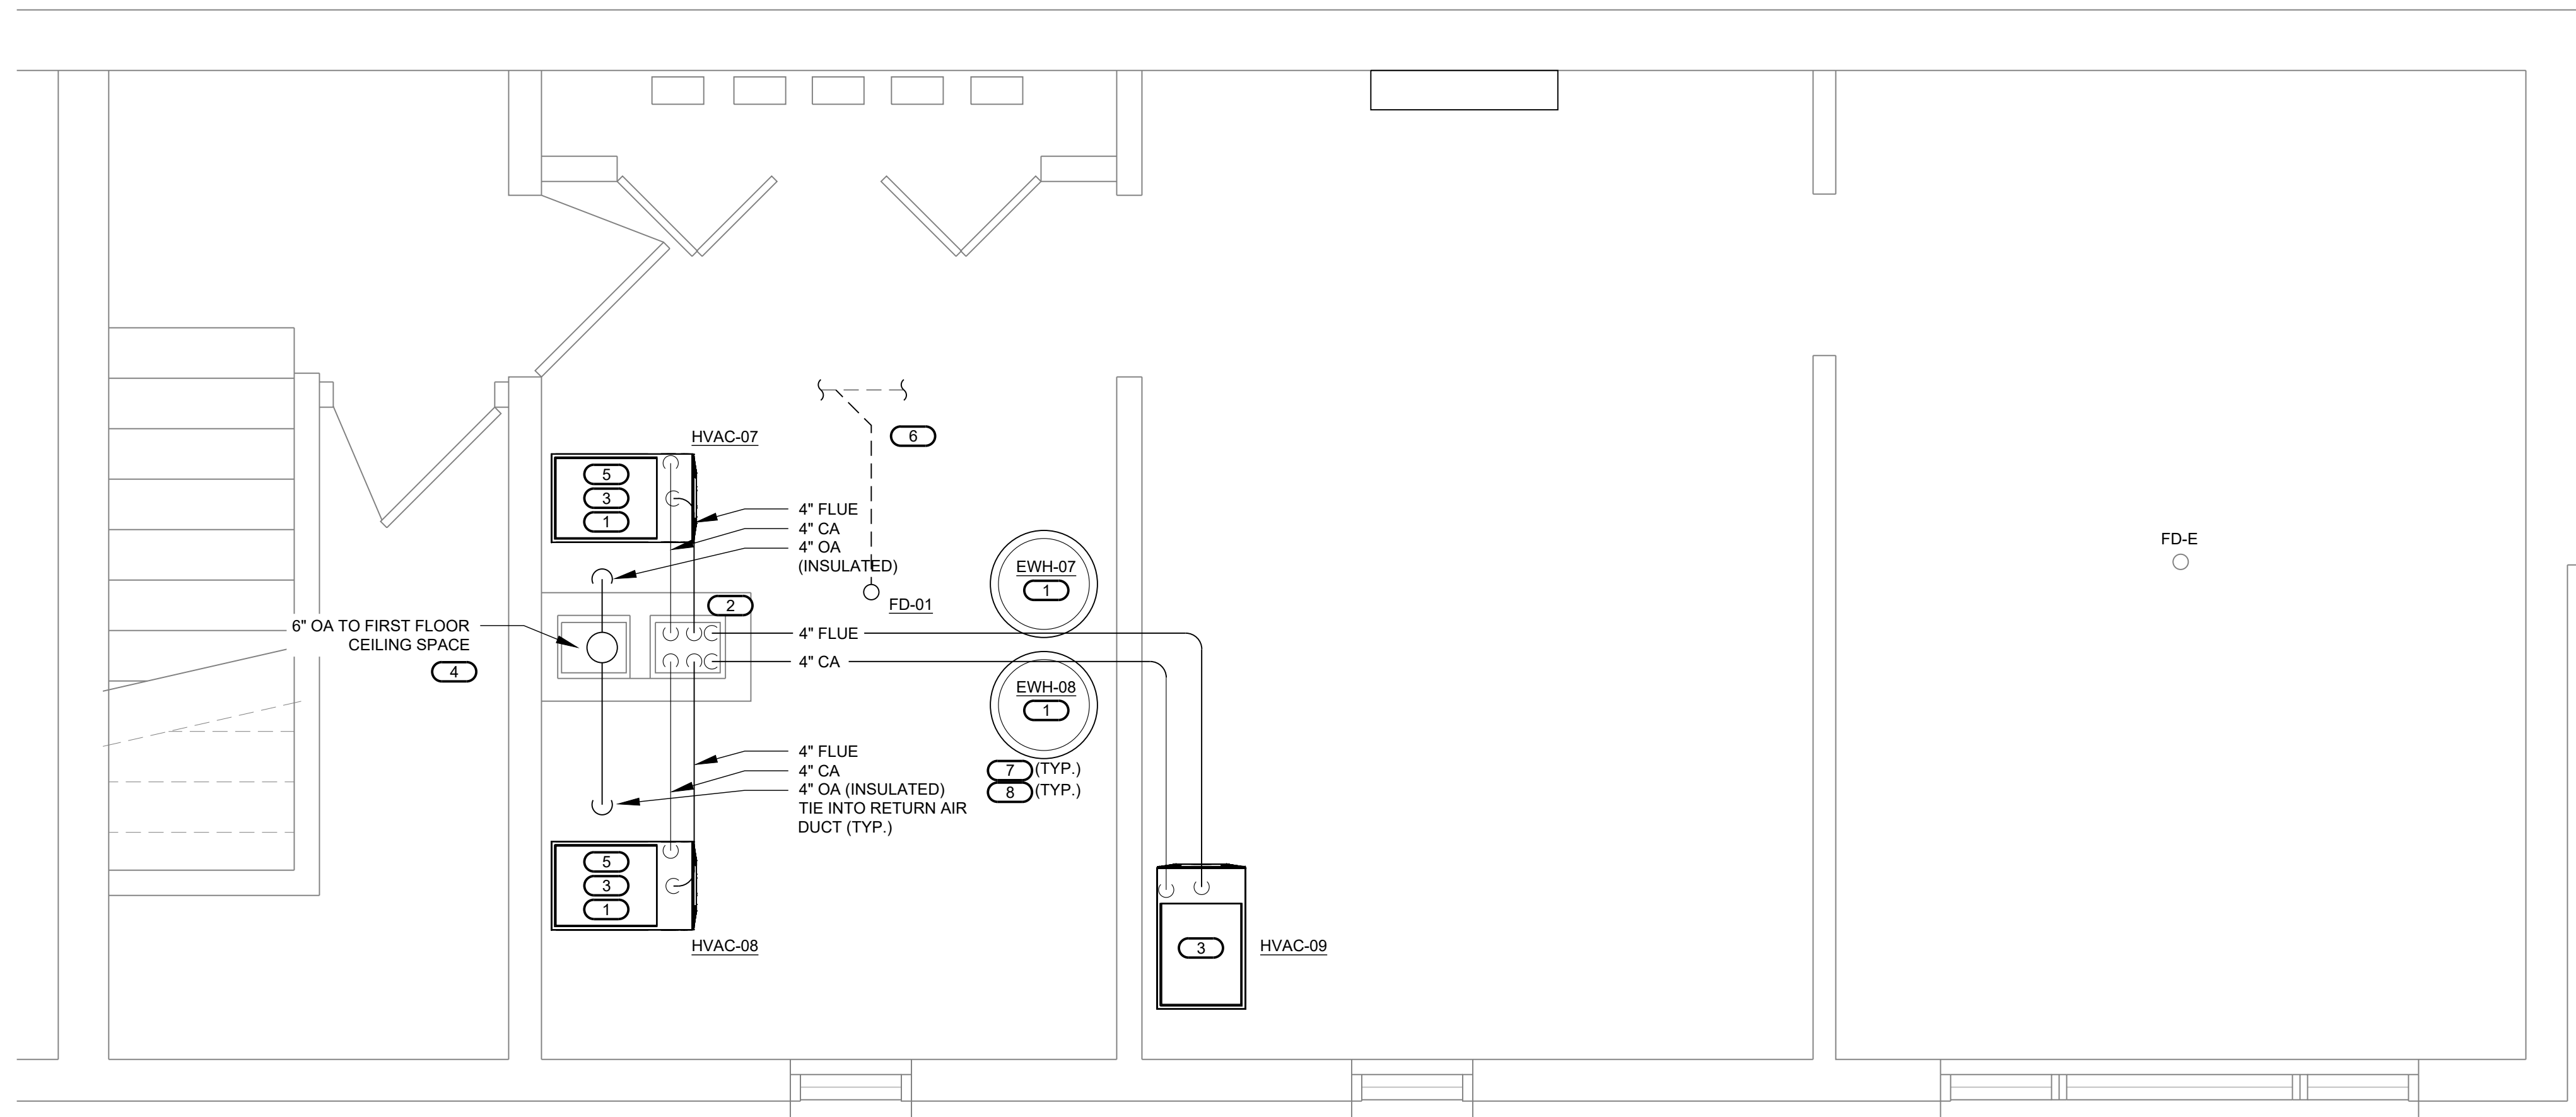 HVAC-07
6
5
3
1
4" FLUE
4" CA
4" OA
(INSULATED)
FD-01
2
6" OA TO FIRST FLOOR
CEILING SPACE
4
4" FLUE
4" CA
EWH-07
1
EWH-08
1
7 (TYP.)
8 (TYP.)
4" FLUE
4" CA
4" OA (INSULATED)
TIE INTO RETURN AIR
DUCT (TYP.)
5
3
1
HVAC-08
3
HVAC-09
FD-E